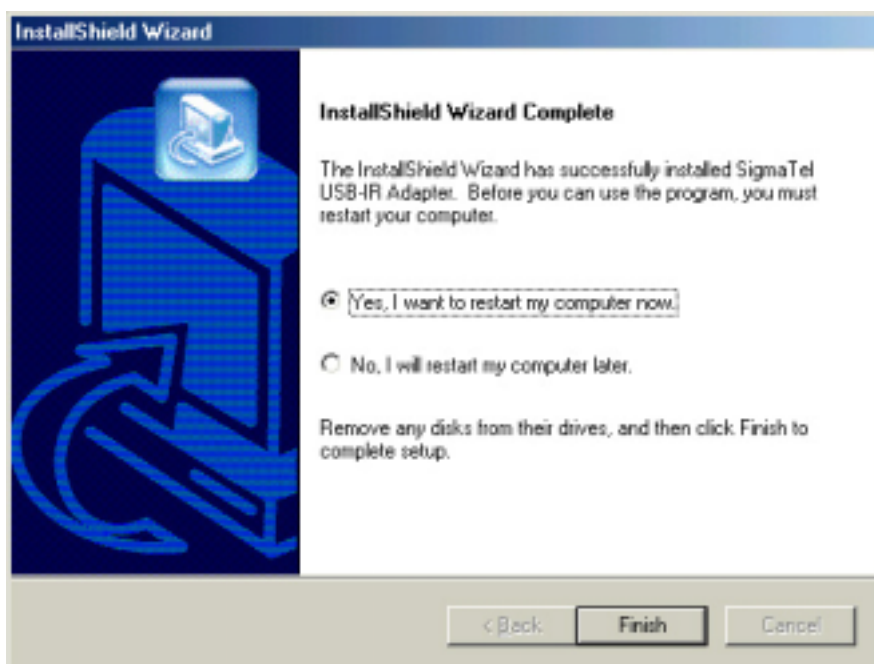 InstallShield Wizard
InstallShield Wizard Complete
The InstallShield Wizard has successfully installed SigmaTel
USB-IR Adapter. Before you can use the program, you must
restart your computer.
Yes, I want to restart my computer now.
No, I will restart my computer later.
Remove any disks from their drives, and then click Finish to
complete setup.
< Back
Finish
Cancel